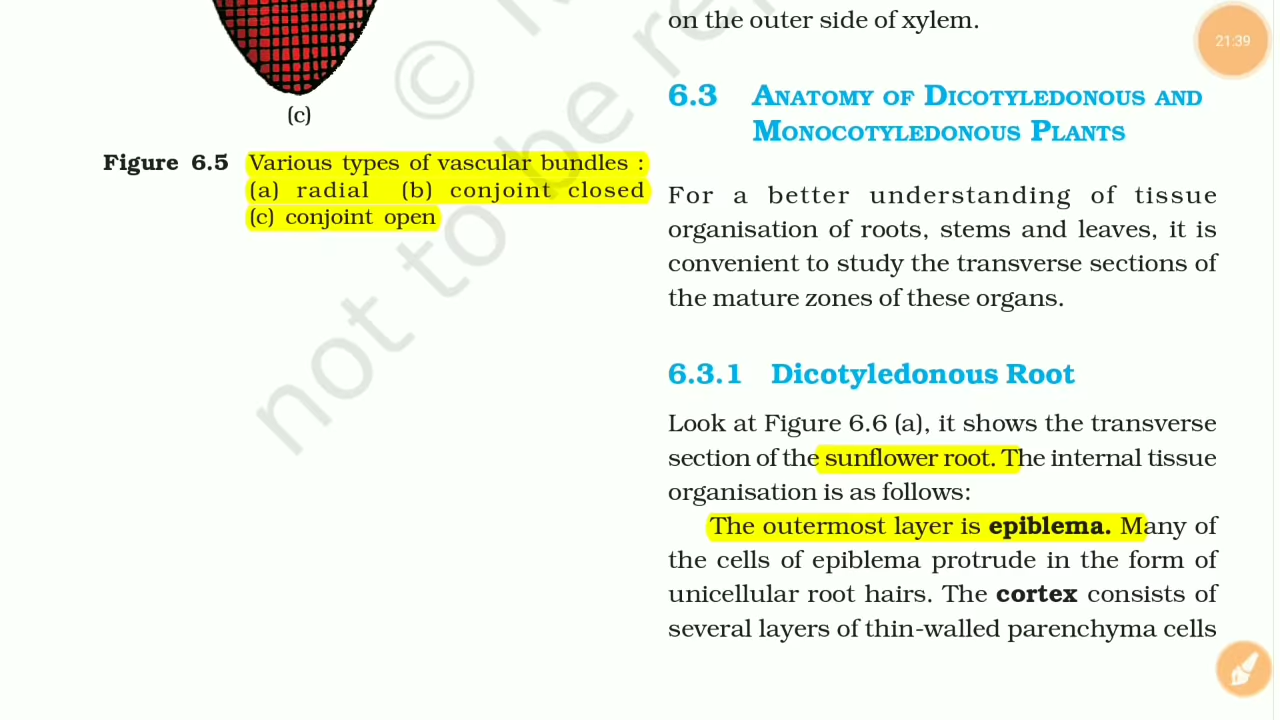 on the outer side of xylem.
21:39
(c)
Figure 6.5 Various types of vascular bundles :
(a) radial (b) conjoint closed
(c) conjoint open
6.3 ANATOMY OF DICOTYLEDONOUS AND
MONOCOTYLEDONOUS PLANTS
For a better understanding of tissue
organisation of roots, stems and leaves, it is
convenient to study the transverse sections of
the mature zones of these organs.
6.3.1 Dicotyledonous Root
Look at Figure 6.6 (a), it shows the transverse
section of the sunflower root. The internal tissue
organisation is as follows:
The outermost layer is epiblema. Many of
the cells of epiblema protrude in the form of
unicellular root hairs. The cortex consists of
several layers of thin-walled parenchyma cells
©
not to be